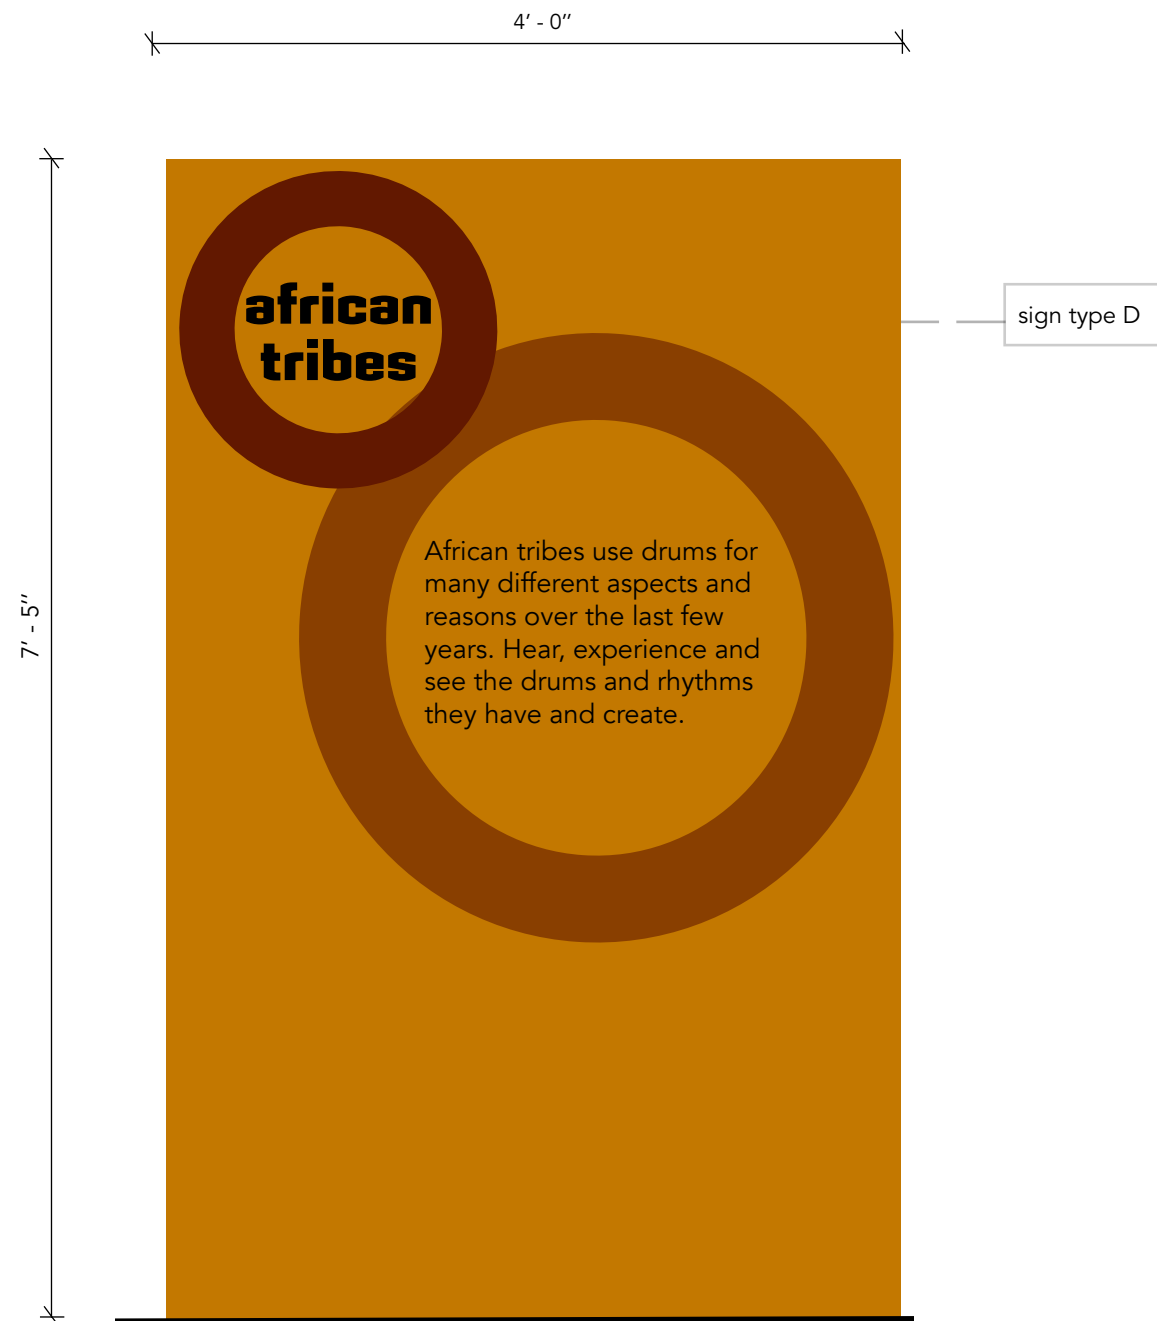 4’ - 0’’
african
tribes
sign type D
African tribes use drums for
many different aspects and
reasons over the last few
years. Hear, experience and
see the drums and rhythms
they have and create.
7’ - 5’’